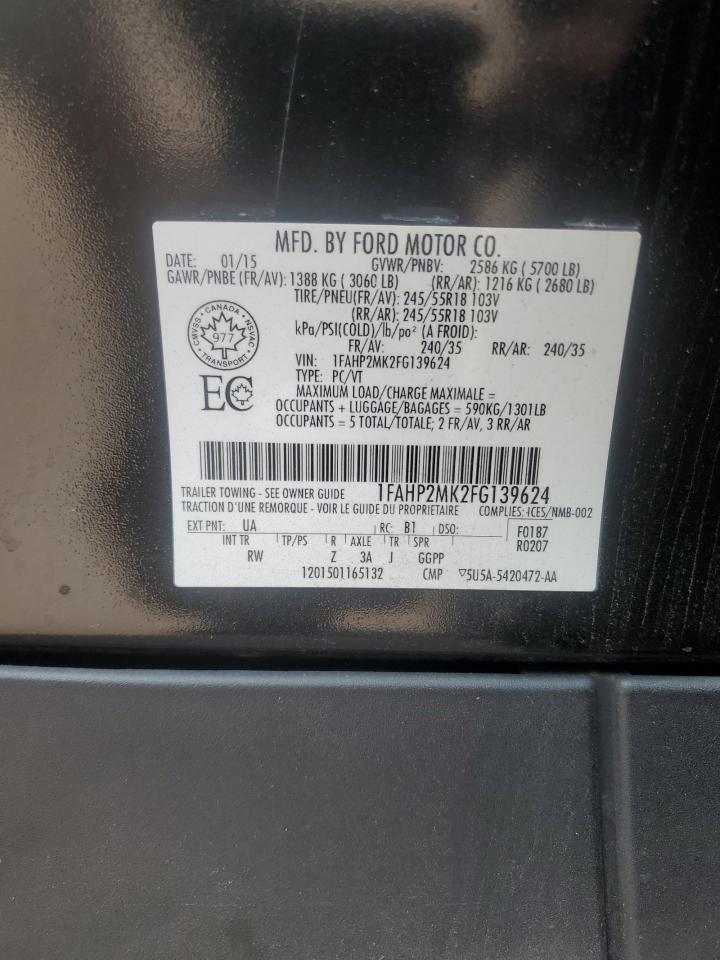 MFD. BY FORD MOTOR CO.
DATE: 01/15 GVWR/PNBV: 2586 KG ( 5700 LB)
GAWR/PNBE (FR/AV): 1388 KG ( 3060 LB) (RR/AR): 1216 KG ( 2680 LB)
TIRE/PNEU(FR/AV): 245/55R18 103V
(RR/AR): 245/55R18 103V
kPa/PSI(COLD)/lb/po² (A FROID):
FR/AV: 240/35 RR/AR: 240/35
CANADA
CMVSS NSVAC
977
TRANSPORT
VIN: 1FAHP2MK2FG139624
TYPE: PC/VT
EC
MAXIMUM LOAD/CHARGE MAXIMALE =
OCCUPANTS + LUGGAGE/BAGAGES = 590KG/1301LB
OCCUPANTS = 5 TOTAL/TOTALE; 2 FR/AV, 3 RR/AR
1FAHP2MK2FG139624
TRAILER TOWING - SEE OWNER GUIDE
TRACTION D'UNE REMORQUE - VOIR LE GUIDE DU PROPRIETAIRE COMPLIES: ICES/NMB-002
EXT PNT: UA RC: B1 DSO: F0187
INT TR TP/PS R AXLE TR SPR R0207
RW Z 3A J GGPP
1201501165132 CMP ▽5U5A-5420472-AA